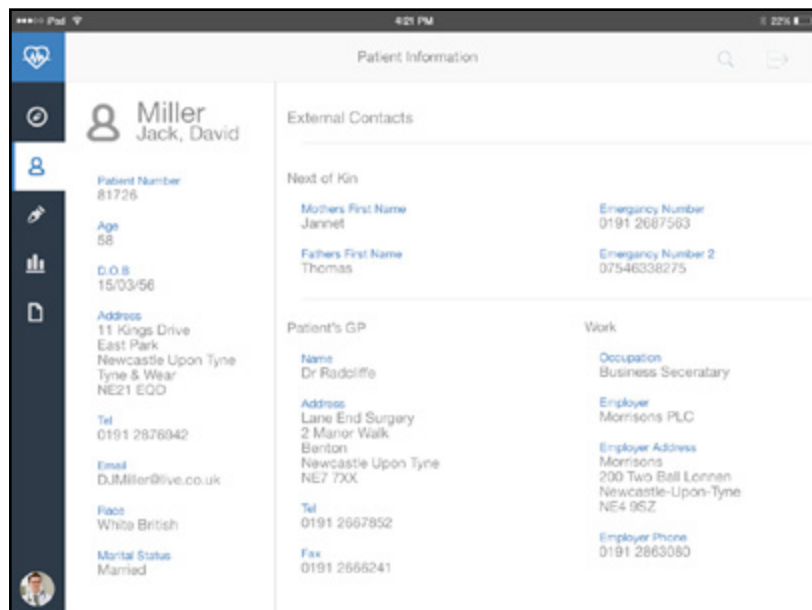 iPad
4:21 PM
22%
Patient Information
Miller
Jack, David
Patient Number
81726
Age
58
D.O.B
15/03/56
Address
11 Kings Drive
East Park
Newcastle Upon Tyne
Tyne & Wear
NE21 EQD
Tel
0191 2876942
Email
DJMiller@live.co.uk
Race
White British
Marital Status
Married
External Contacts
Next of Kin
Mothers First Name
Jannet
Fathers First Name
Thomas
Emergancy Number
0191 2687563
Emergancy Number 2
07546338275
Patient's GP
Name
Dr Radcliffe
Address
Lane End Surgery
2 Manor Walk
Benton
Newcastle Upon Tyne
NE7 7XX
Tel
0191 2667852
Fax
0191 2666241
Work
Occupation
Business Seceratary
Employer
Morrisons PLC
Employer Address
Morrisons
200 Two Ball Lonnen
Newcastle-Upon-Tyne
NE4 9SZ
Employer Phone
0191 2863080